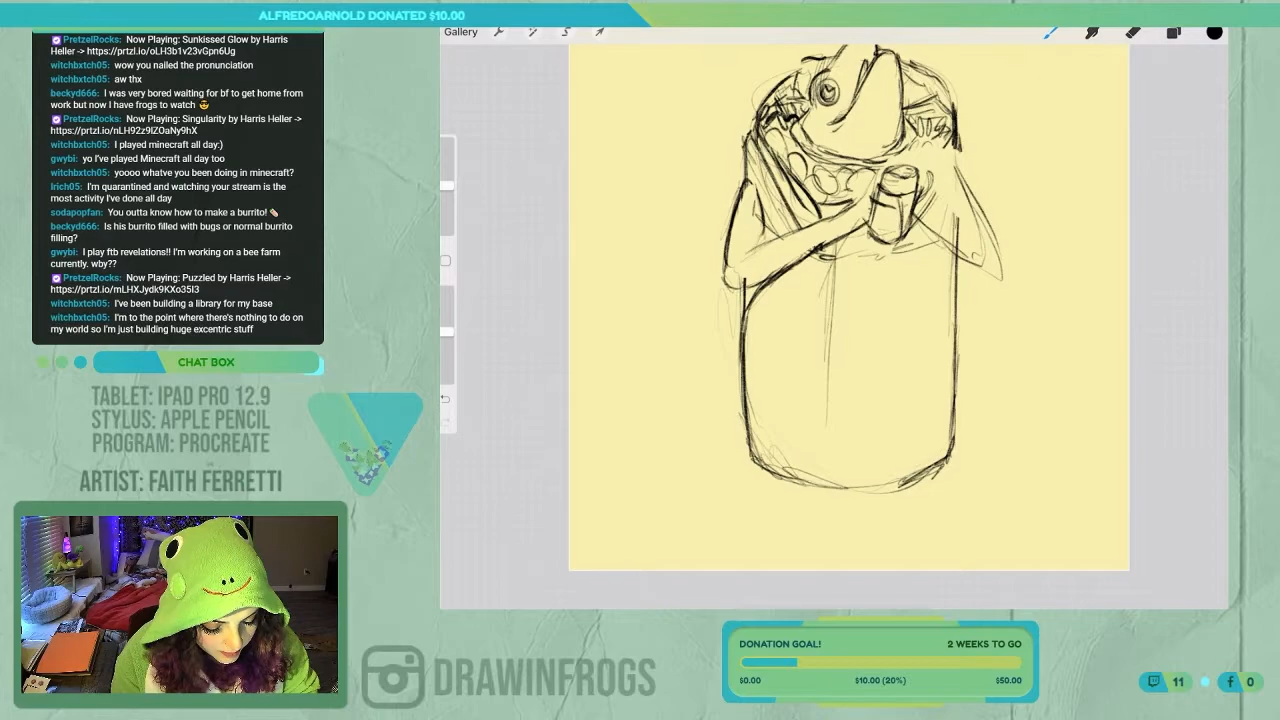 ALFREDOARNOLD DONATED $10.00
PretzelRocks: Now Playing: Sunkissed Glow by Harris
Heller -> https://prtzl.io/oLH3b1v23vGpn6Ug
witchbxtch05: wow you nailed the pronunciation
witchbxtch05: aw thx
beckyd666: I was very bored waiting for bf to get home from
work but now I have frogs to watch 😎
PretzelRocks: Now Playing: Singularity by Harris Heller ->
https://prtzl.io/nLH92z9lZOaNy9hX
witchbxtch05: I played minecraft all day:)
gwybi: yo I've played Minecraft all day too
witchbxtch05: yoooo whatve you been doing in minecraft?
lrich05: I'm quarantined and watching your stream is the
most activity I've done all day
sodapopfan: You outta know how to make a burrito! 🌯
beckyd666: Is his burrito filled with bugs or normal burrito
filling?
gwybi: I play ftb revelations!! I'm working on a bee farm
currently. wby??
PretzelRocks: Now Playing: Puzzled by Harris Heller ->
https://prtzl.io/mLHXJydk9KXo35I3
witchbxtch05: I've been building a library for my base
witchbxtch05: I'm to the point where there's nothing to do on
my world so I'm just building huge excentric stuff
CHAT BOX
TABLET: IPAD PRO 12.9
STYLUS: APPLE PENCIL
PROGRAM: PROCREATE
ARTIST: FAITH FERRETTI
Gallery
DRAWINFROGS
DONATION GOAL! 2 WEEKS TO GO
$0.00 $10.00 (20%) $50.00
11 0